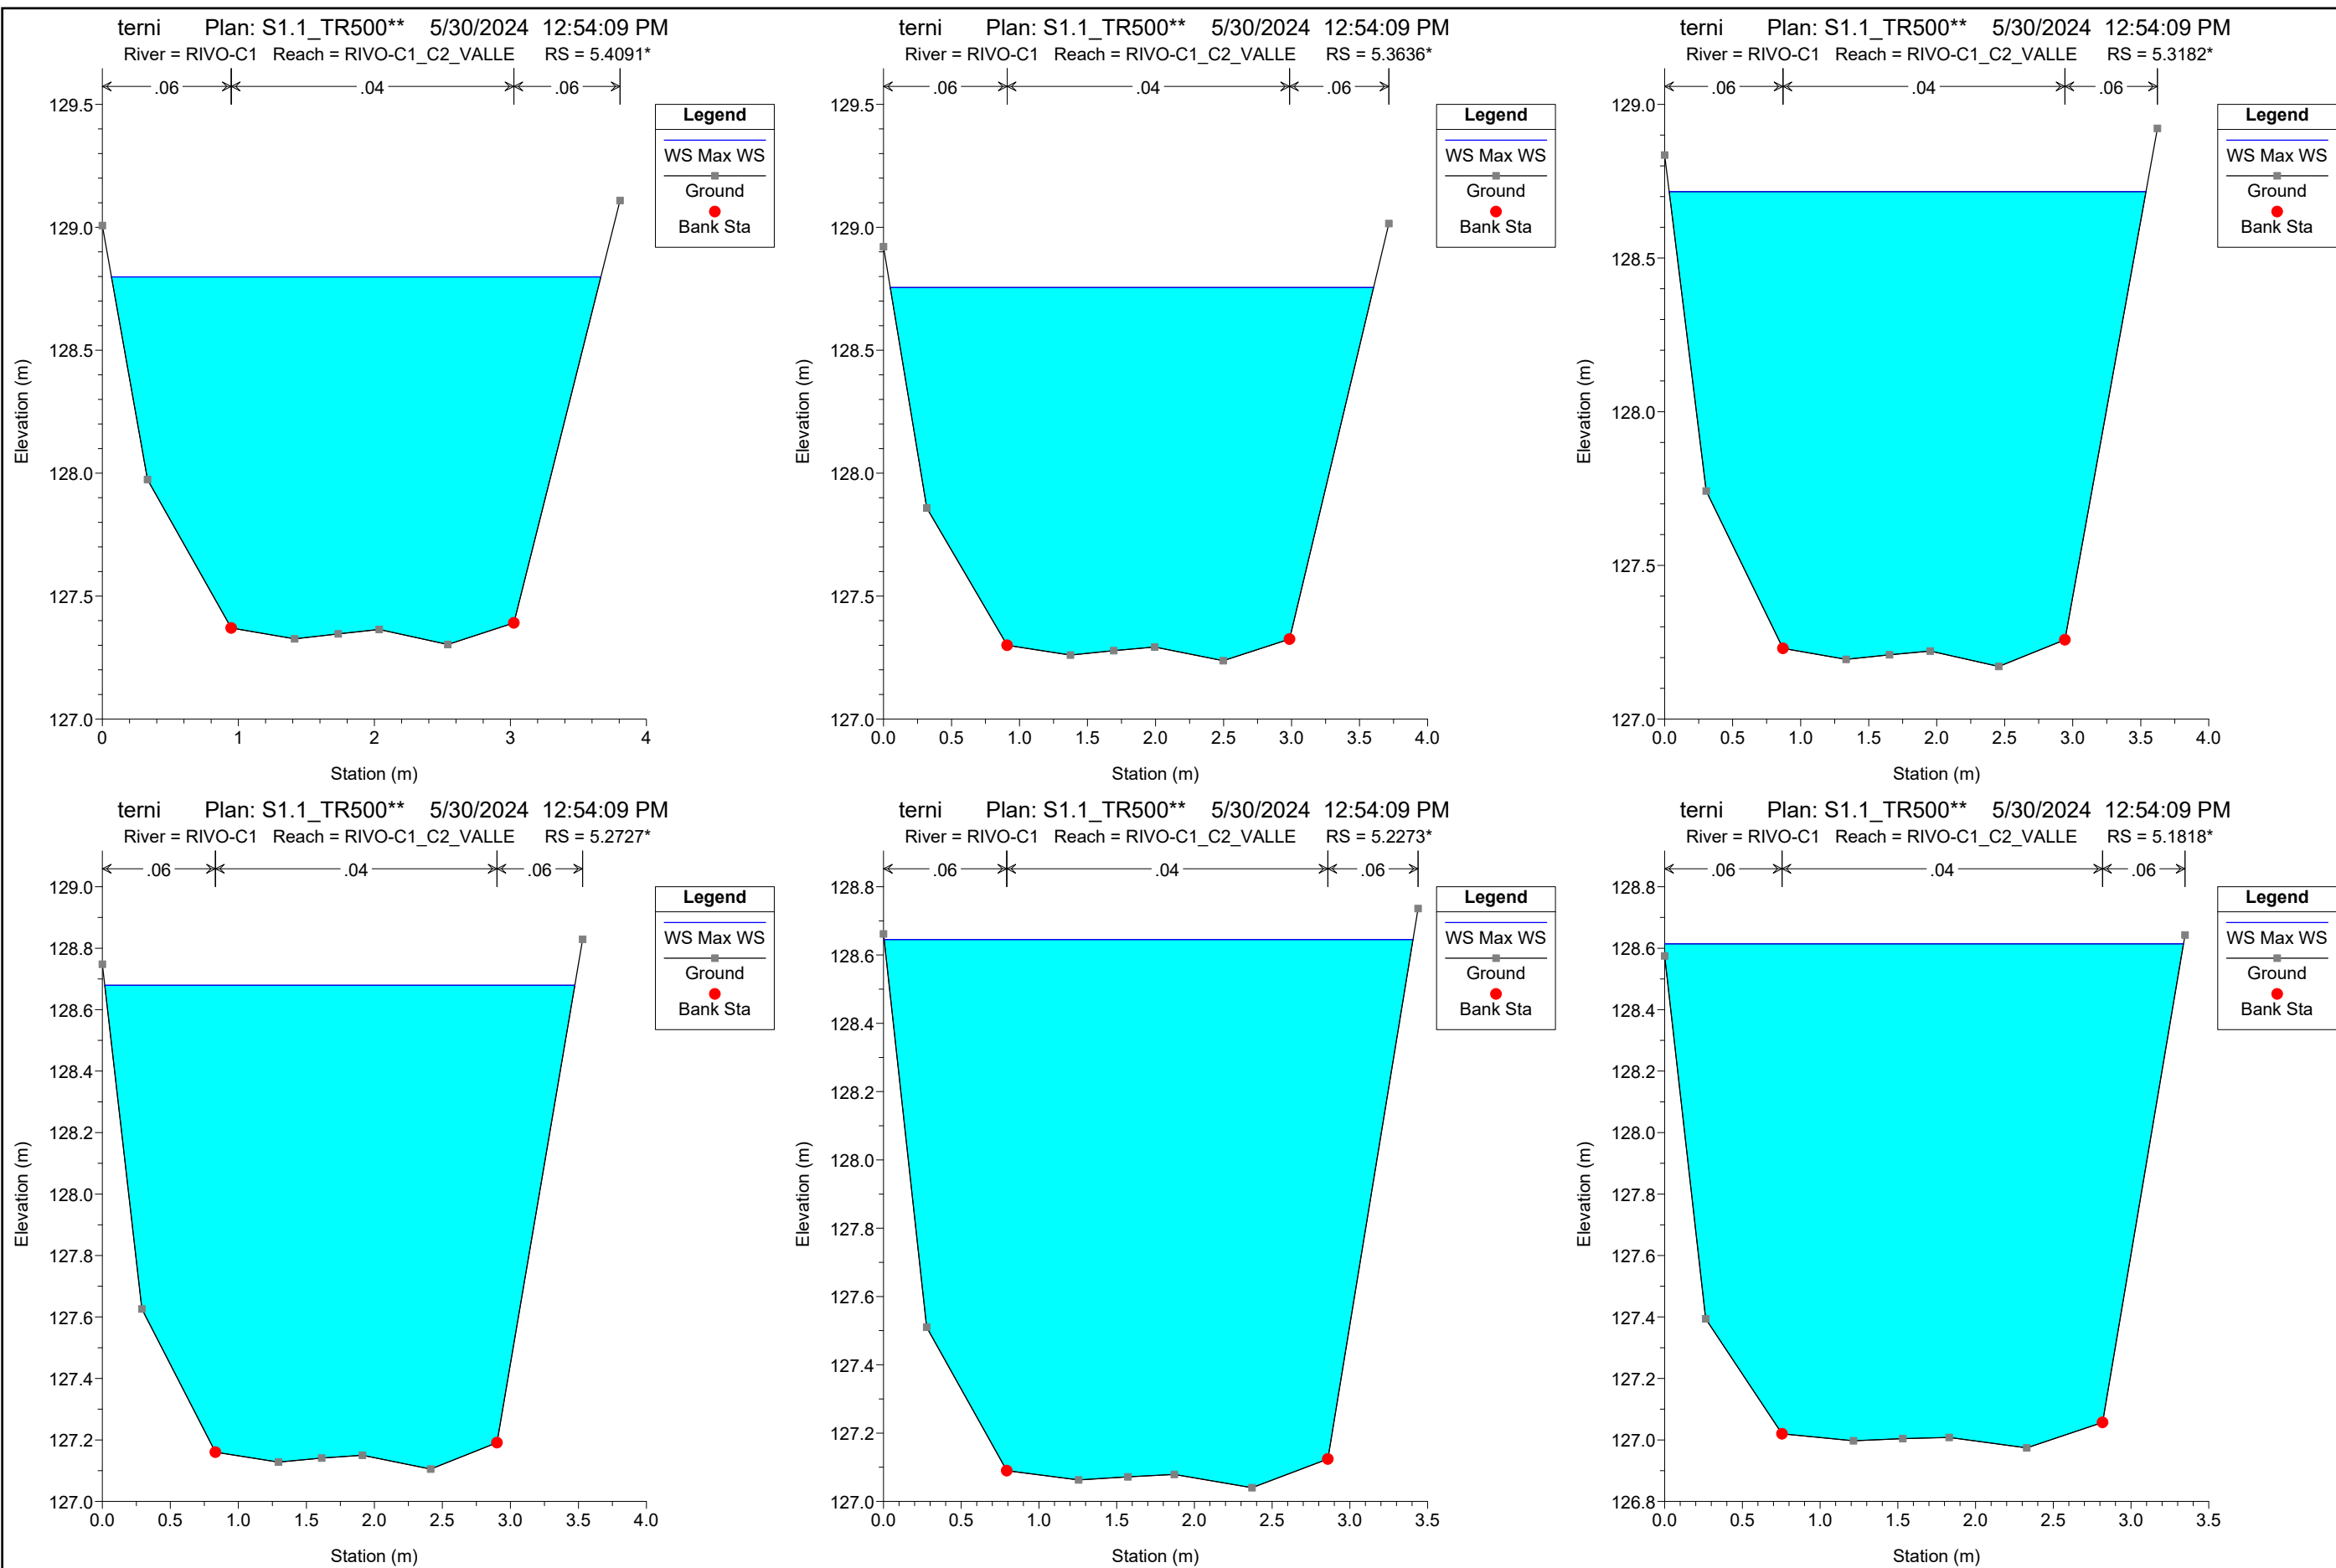 terni Plan: S1.1_TR500** 5/30/2024 12:54:09 PM
River = RIVO-C1 Reach = RIVO-C1_C2_VALLE RS = 5.4091*
.06 .04 .06
Legend
WS Max WS
Ground
Bank Sta
129.5
129.0
128.5
128.0
127.5
127.0
Elevation (m)
0 1 2 3 4
Station (m)
terni Plan: S1.1_TR500** 5/30/2024 12:54:09 PM
River = RIVO-C1 Reach = RIVO-C1_C2_VALLE RS = 5.3636*
.06 .04 .06
Legend
WS Max WS
Ground
Bank Sta
129.5
129.0
128.5
128.0
127.5
127.0
Elevation (m)
0.0 0.5 1.0 1.5 2.0 2.5 3.0 3.5 4.0
Station (m)
terni Plan: S1.1_TR500** 5/30/2024 12:54:09 PM
River = RIVO-C1 Reach = RIVO-C1_C2_VALLE RS = 5.3182*
.06 .04 .06
Legend
WS Max WS
Ground
Bank Sta
129.0
128.5
128.0
127.5
127.0
Elevation (m)
0.0 0.5 1.0 1.5 2.0 2.5 3.0 3.5 4.0
Station (m)
terni Plan: S1.1_TR500** 5/30/2024 12:54:09 PM
River = RIVO-C1 Reach = RIVO-C1_C2_VALLE RS = 5.2727*
.06 .04 .06
Legend
WS Max WS
Ground
Bank Sta
129.0
128.8
128.6
128.4
128.2
128.0
127.8
127.6
127.4
127.2
127.0
Elevation (m)
0.0 0.5 1.0 1.5 2.0 2.5 3.0 3.5 4.0
Station (m)
terni Plan: S1.1_TR500** 5/30/2024 12:54:09 PM
River = RIVO-C1 Reach = RIVO-C1_C2_VALLE RS = 5.2273*
.06 .04 .06
Legend
WS Max WS
Ground
Bank Sta
128.8
128.6
128.4
128.2
128.0
127.8
127.6
127.4
127.2
127.0
Elevation (m)
0.0 0.5 1.0 1.5 2.0 2.5 3.0 3.5
Station (m)
terni Plan: S1.1_TR500** 5/30/2024 12:54:09 PM
River = RIVO-C1 Reach = RIVO-C1_C2_VALLE RS = 5.1818*
.06 .04 .06
Legend
WS Max WS
Ground
Bank Sta
128.8
128.6
128.4
128.2
128.0
127.8
127.6
127.4
127.2
127.0
126.8
Elevation (m)
0.0 0.5 1.0 1.5 2.0 2.5 3.0 3.5
Station (m)